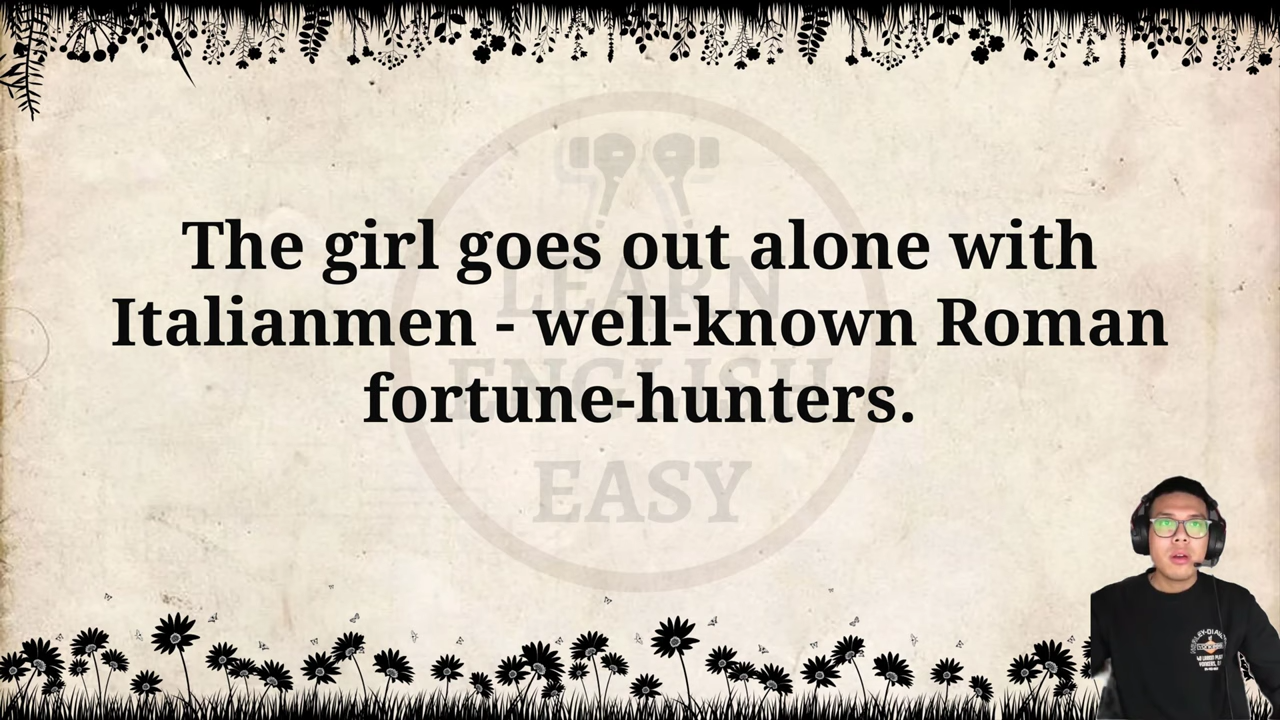 The girl goes out alone with
Italianmen - well-known Roman
fortune-hunters.
LEARN
ENGLISH
EASY